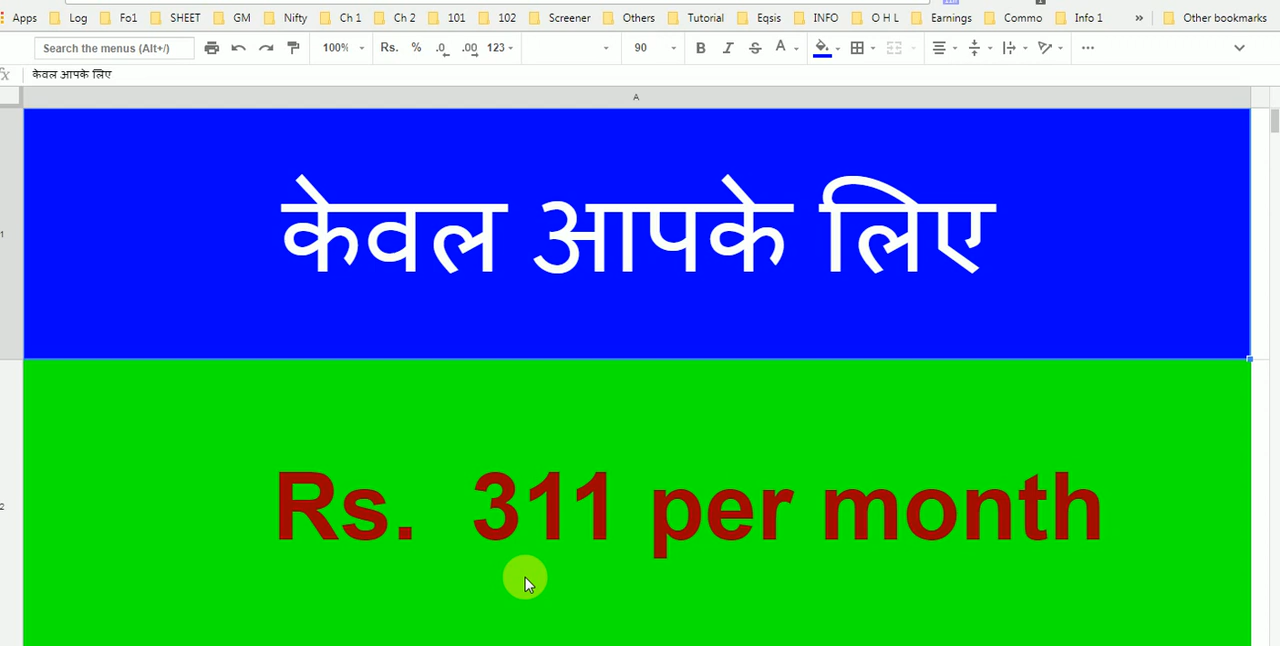 Apps Log Fo1 SHEET GM Nifty Ch 1 Ch 2 101 102 Screener Others Tutorial Eqsis INFO O H L Earnings Commo Info 1 » Other bookmarks
Search the menus (Alt+/) 100% Rs. % .0 .00 123 90 B I S A
fx केवल आपके लिए
A
1
केवल आपके लिए
2
Rs. 311 per month